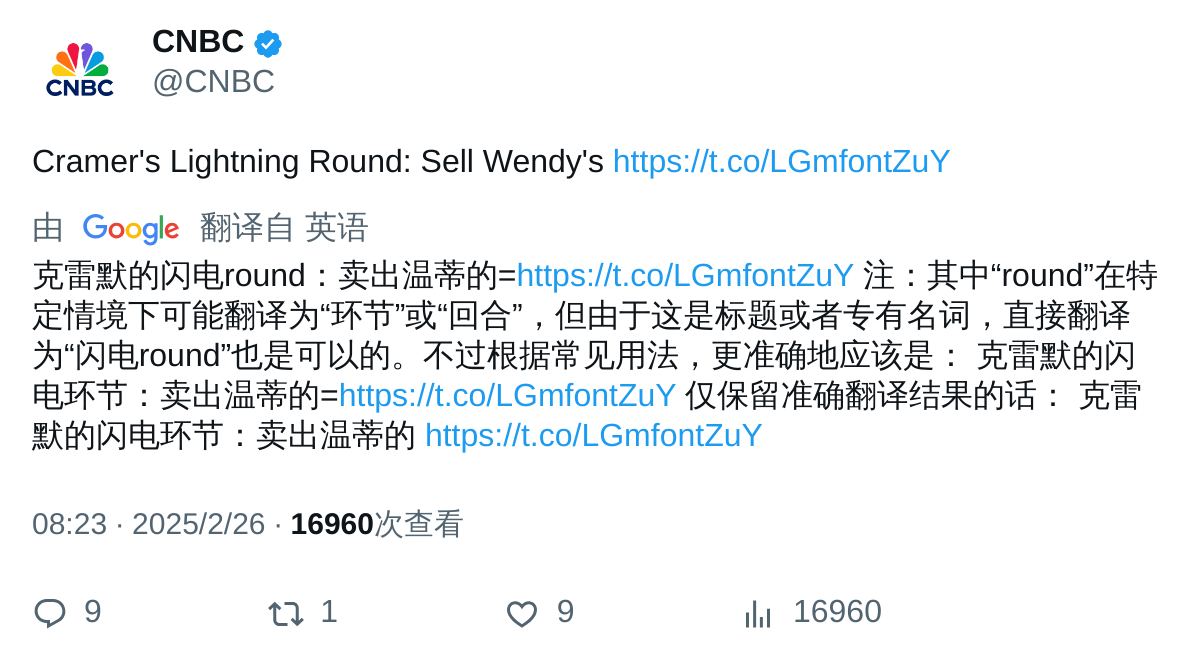 CNBC
CNBC
@CNBC
Cramer's Lightning Round: Sell Wendy's https://t.co/LGmfontZuY
由 Google 翻译自 英语
克雷默的闪电round：卖出温蒂的=https://t.co/LGmfontZuY 注：其中“round”在特
定情境下可能翻译为“环节”或“回合”，但由于这是标题或者专有名词，直接翻译
为“闪电round”也是可以的。不过根据常见用法，更准确地应该是： 克雷默的闪
电环节：卖出温蒂的=https://t.co/LGmfontZuY 仅保留准确翻译结果的话： 克雷
默的闪电环节：卖出温蒂的 https://t.co/LGmfontZuY
08:23 · 2025/2/26 · 16960次查看
9 1 9 16960